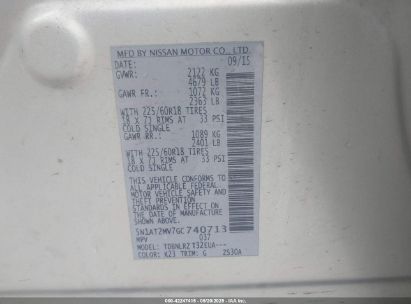 MFD BY NISSAN MOTOR CO., LTD.
DATE: 09/15
GVWR: 2122 KG
4679 LB
GAWR FR.: 1072 KG
2363 LB
WITH 225/60R18 TIRES
18 X 7J RIMS AT 33 PSI
COLD SINGLE
GAWR RR.: 1089 KG
2401 LB
WITH 225/60R18 TIRES
18 X 7J RIMS AT 33 PSI
COLD SINGLE
THIS VEHICLE CONFORMS TO
ALL APPLICABLE FEDERAL
MOTOR VEHICLE SAFETY AND
THEFT PREVENTION
STANDARDS IN EFFECT ON THE
DATE OF MANUFACTURE
SHOWN ABOVE.
5N1AT2MV7GC740713
MPV 037
MODEL:
COLOR: K23 TRIM: G 2530A